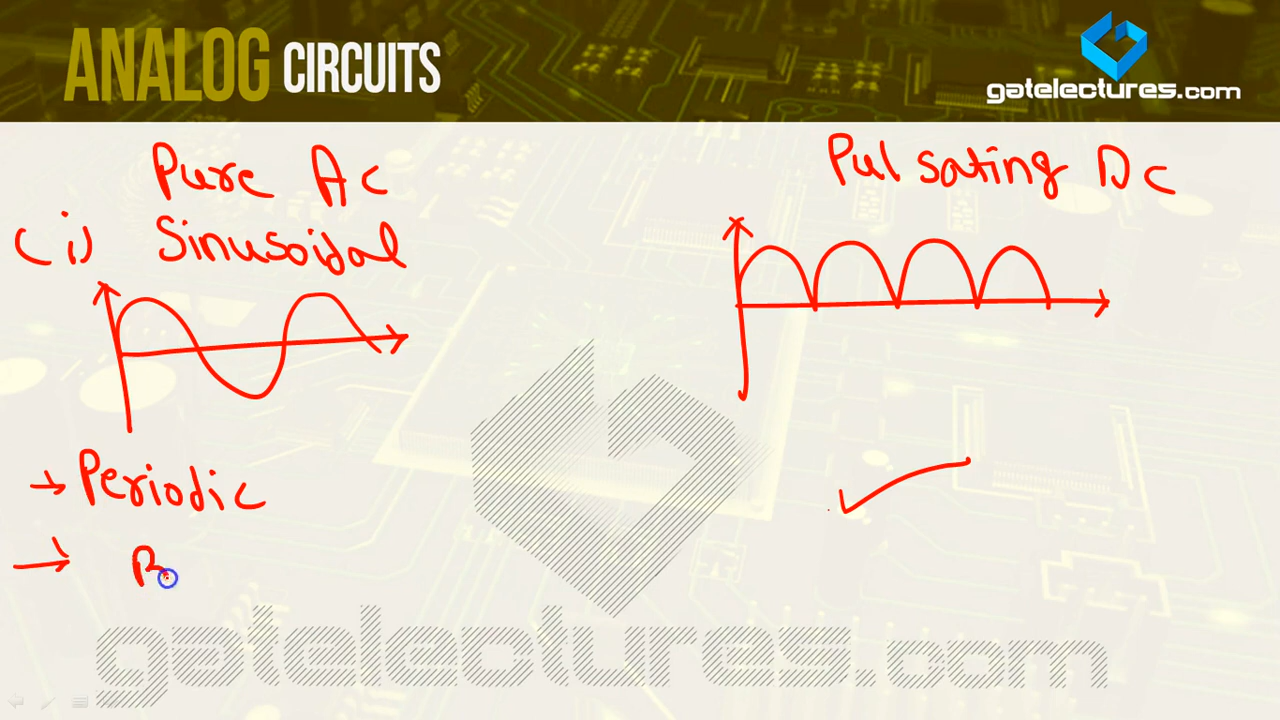 ANALOG CIRCUITS
gatelectures.com
Pure Ac
(i) Sinusoidal
→ Periodic
→
Pulsating Dc
gatelectures.com